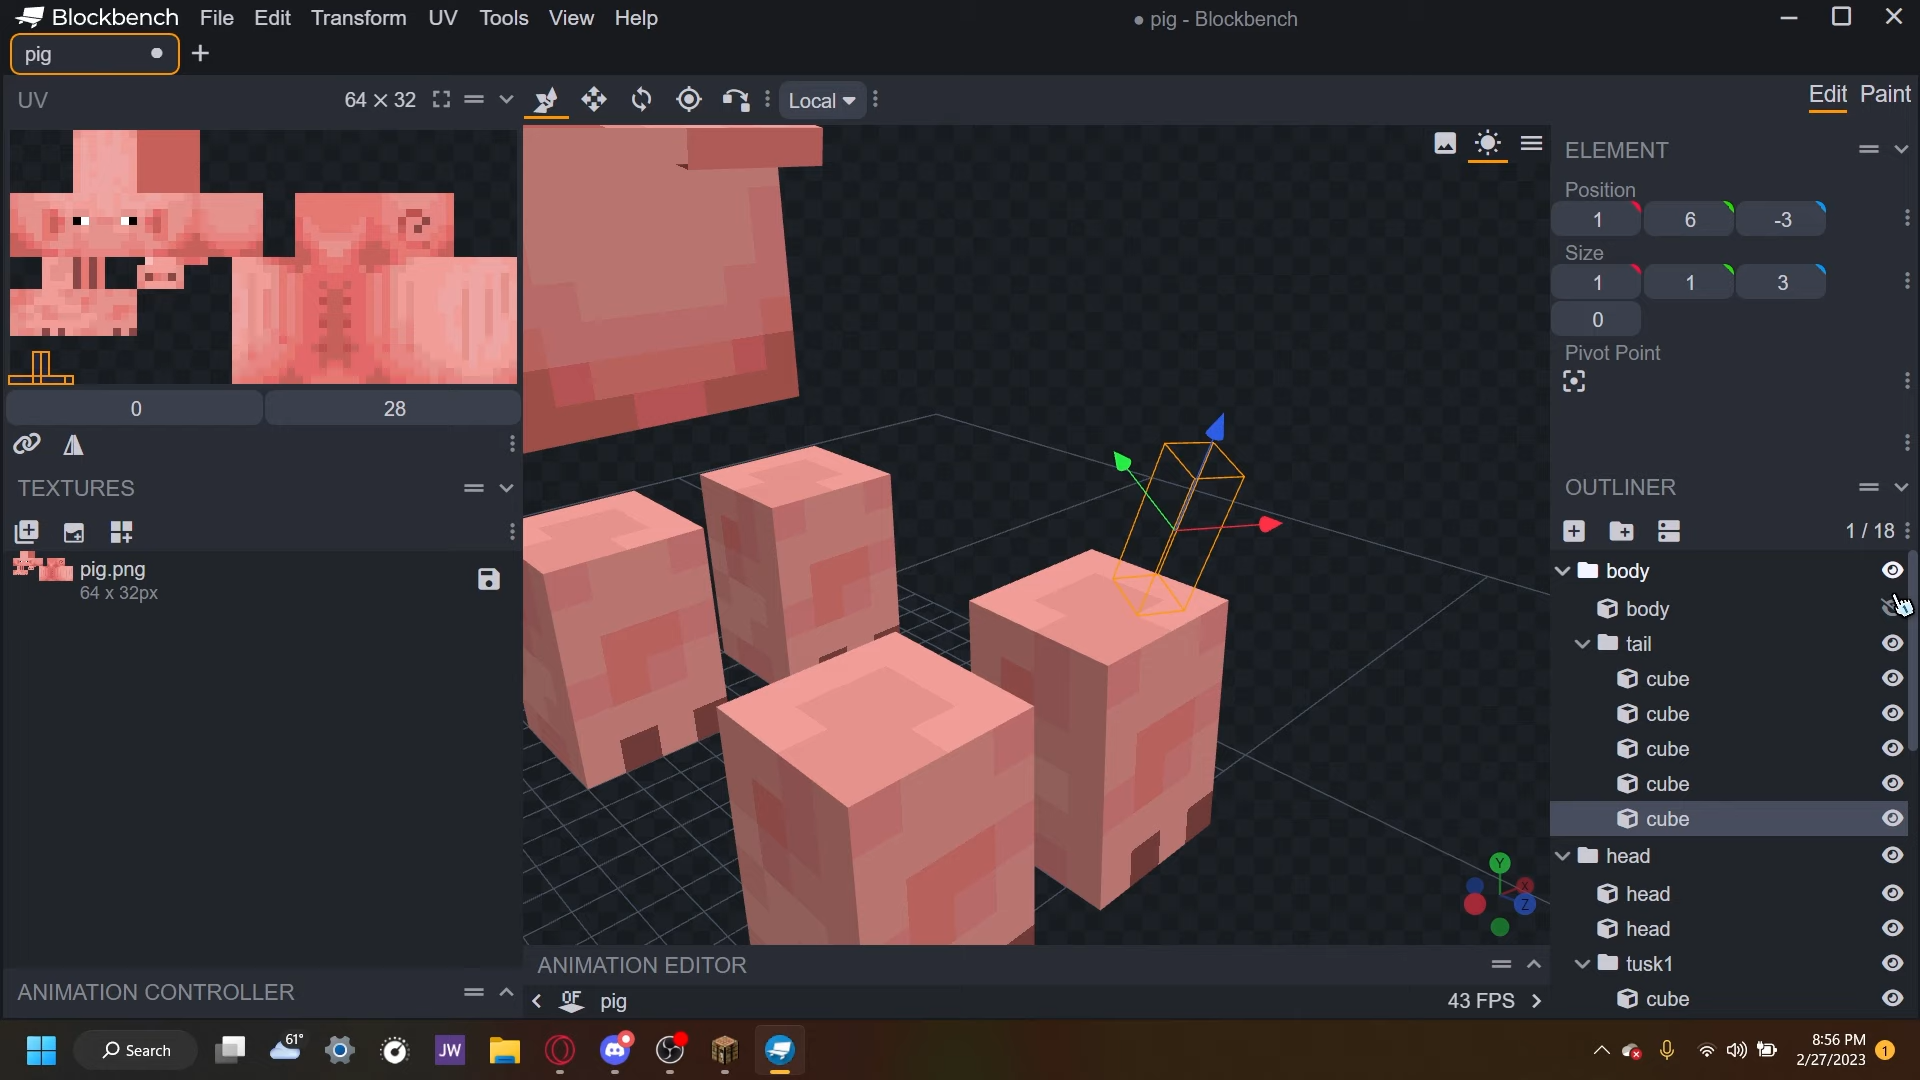 Blockbench File Edit Transform UV Tools View Help
● pig - Blockbench
pig
UV
64 × 32
Local
Edit Paint
ELEMENT
Position
1 6 -3
Size
1 1 3
0
Pivot Point
0 28
TEXTURES
pig.png
64 x 32px
OUTLINER
1 / 18
body
body
tail
cube
cube
cube
cube
cube
head
head
head
tusk1
cube
Y
X
Z
ANIMATION CONTROLLER
ANIMATION EDITOR
OF pig
43 FPS
Search
61°
JW
8:56 PM
2/27/2023
1